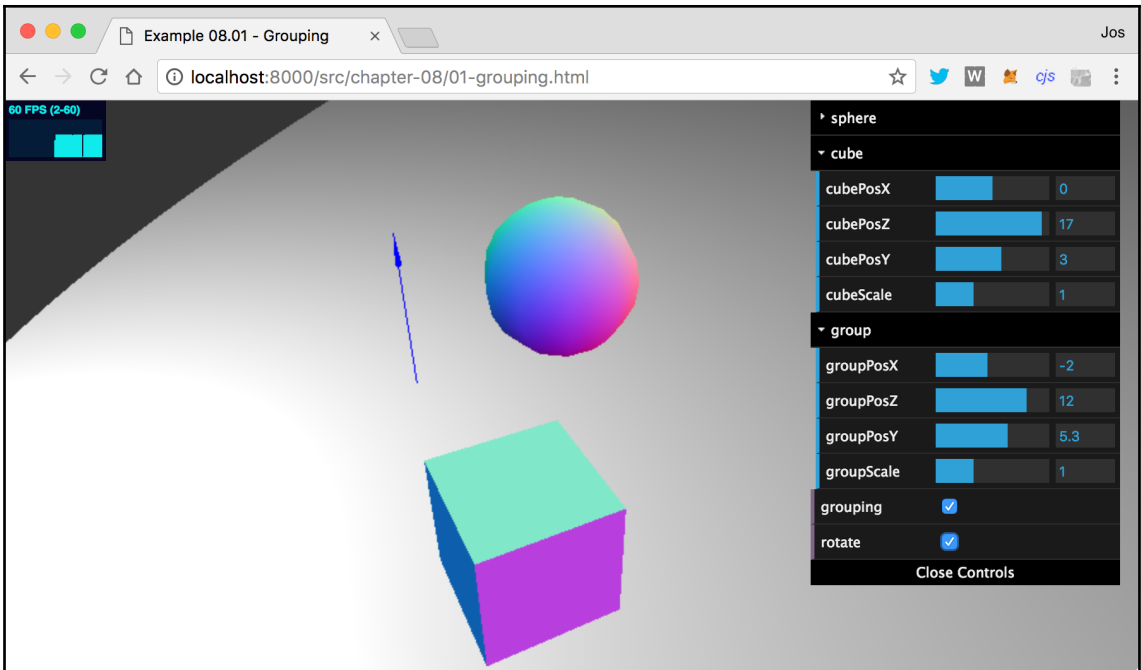 Example 08.01 - Grouping
Jos
localhost:8000/src/chapter-08/01-grouping.html
W
cjs
60 FPS (2-60)
sphere
cube
cubePosX 0
cubePosZ 17
cubePosY 3
cubeScale 1
group
groupPosX -2
groupPosZ 12
groupPosY 5.3
groupScale 1
grouping
rotate
Close Controls